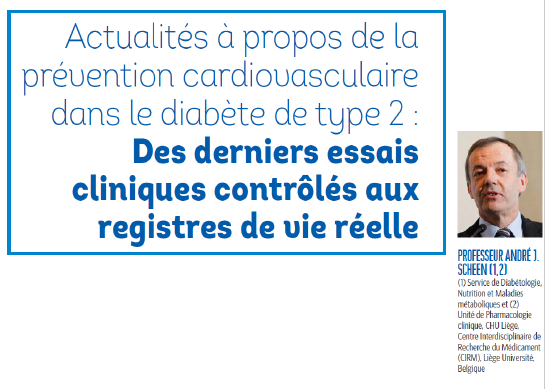 Actualités à propos de la
prévention cardiovasculaire
dans le diabète de type 2 :
Des derniers essais
cliniques contrôlés aux
registres de vie réelle
PROFESSEUR ANDRÉ J.
SCHEEN (1,2)
(1) Service de Diabétologie,
Nutrition et Maladies
métaboliques et (2)
Unité de Pharmacologie
clinique, CHU Liège,
Centre Interdisciplinaire de
Recherche du Médicament
(CIRM), Liège Université,
Belgique